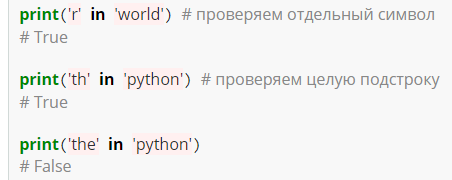 print('r' in 'world') # проверяем отдельный символ
# True
print('th' in 'python') # проверяем целую подстроку
# True
print('the' in 'python')
# False